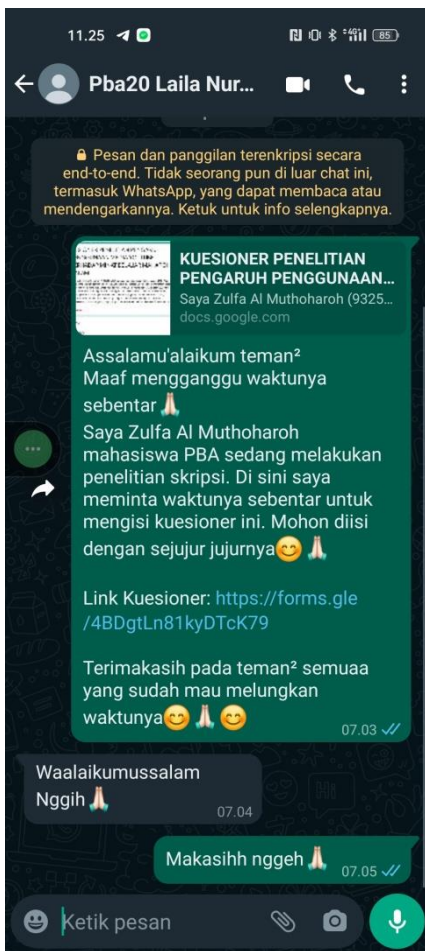 11.25
85
Pba20 Laila Nur...
Pesan dan panggilan terenkripsi secara
end-to-end. Tidak seorang pun di luar chat ini,
termasuk WhatsApp, yang dapat membaca atau
mendengarkannya. Ketuk untuk info selengkapnya.
KUESIONER PENELITIAN
PENGARUH PENGGUNAAN...
Saya Zulfa Al Muthoharoh (9325...
docs.google.com
Assalamu'alaikum teman²
Maaf mengganggu waktunya
sebentar🙏🏻
Saya Zulfa Al Muthoharoh
mahasiswa PBA sedang melakukan
penelitian skripsi. Di sini saya
meminta waktunya sebentar untuk
mengisi kuesioner ini. Mohon diisi
dengan sejujur jujurnya😊🙏🏻
Link Kuesioner: https://forms.gle
/4BDgtLn81kyDTcK79
Terimakasih pada teman² semuaa
yang sudah mau melungkan
waktunya😊🙏🏻😊
07.03
Waalaikumussalam
Nggih🙏🏻
07.04
Makasihh nggeh🙏🏻
07.05
Ketik pesan